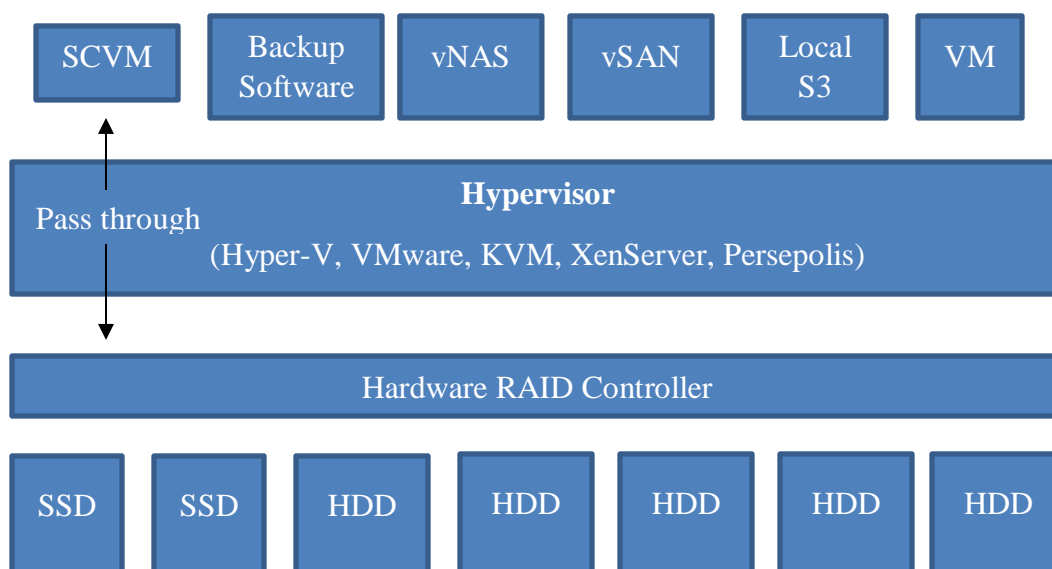 SCVM
Backup
Software
vNAS
vSAN
Local
S3
VM
Hypervisor
Pass through
(Hyper-V, VMware, KVM, XenServer, Persepolis)
Hardware RAID Controller
SSD
SSD
HDD
HDD
HDD
HDD
HDD